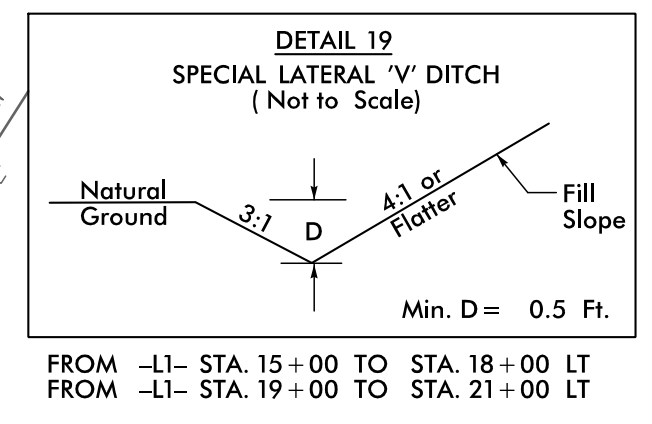 DETAIL 19
SPECIAL LATERAL 'V' DITCH
( Not to Scale)
Natural
Ground
3:1
D
4:1 or
Flatter
Fill
Slope
Min. D = 0.5 Ft.
FROM –L1– STA. 15+00 TO STA. 18+00 LT
FROM –L1– STA. 19+00 TO STA. 21+00 LT